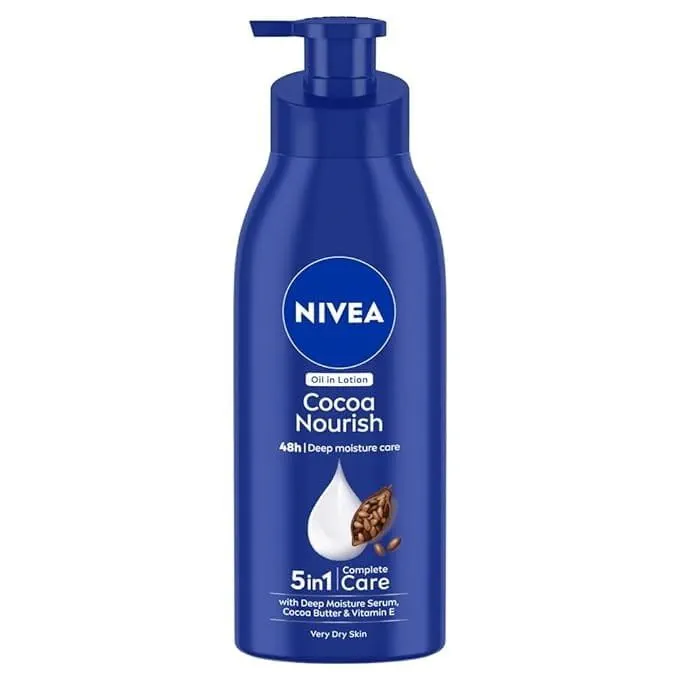 NIVEA
Oil in Lotion
Cocoa
Nourish
48h | Deep moisture care
5in1 | Complete
Care
with Deep Moisture Serum,
Cocoa Butter & Vitamin E
Very Dry Skin